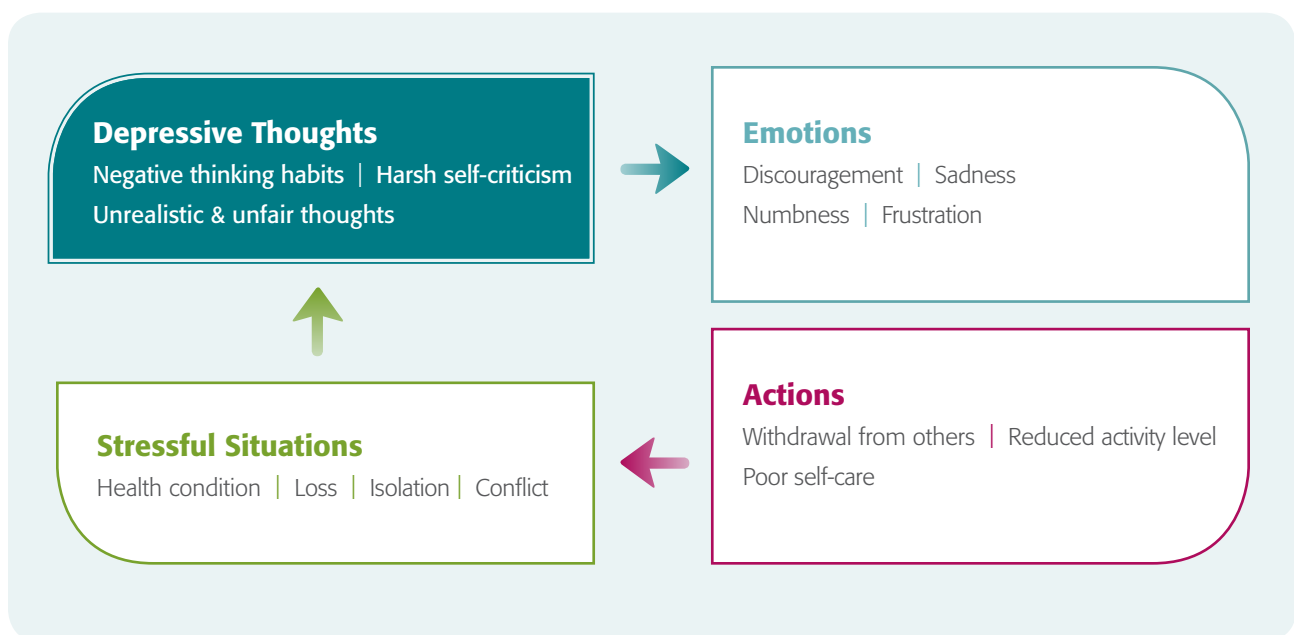 Depressive Thoughts
Negative thinking habits | Harsh self-criticism
Unrealistic & unfair thoughts
Emotions
Discouragement | Sadness
Numbness | Frustration
Actions
Withdrawal from others | Reduced activity level
Poor self-care
Stressful Situations
Health condition | Loss | Isolation | Conflict